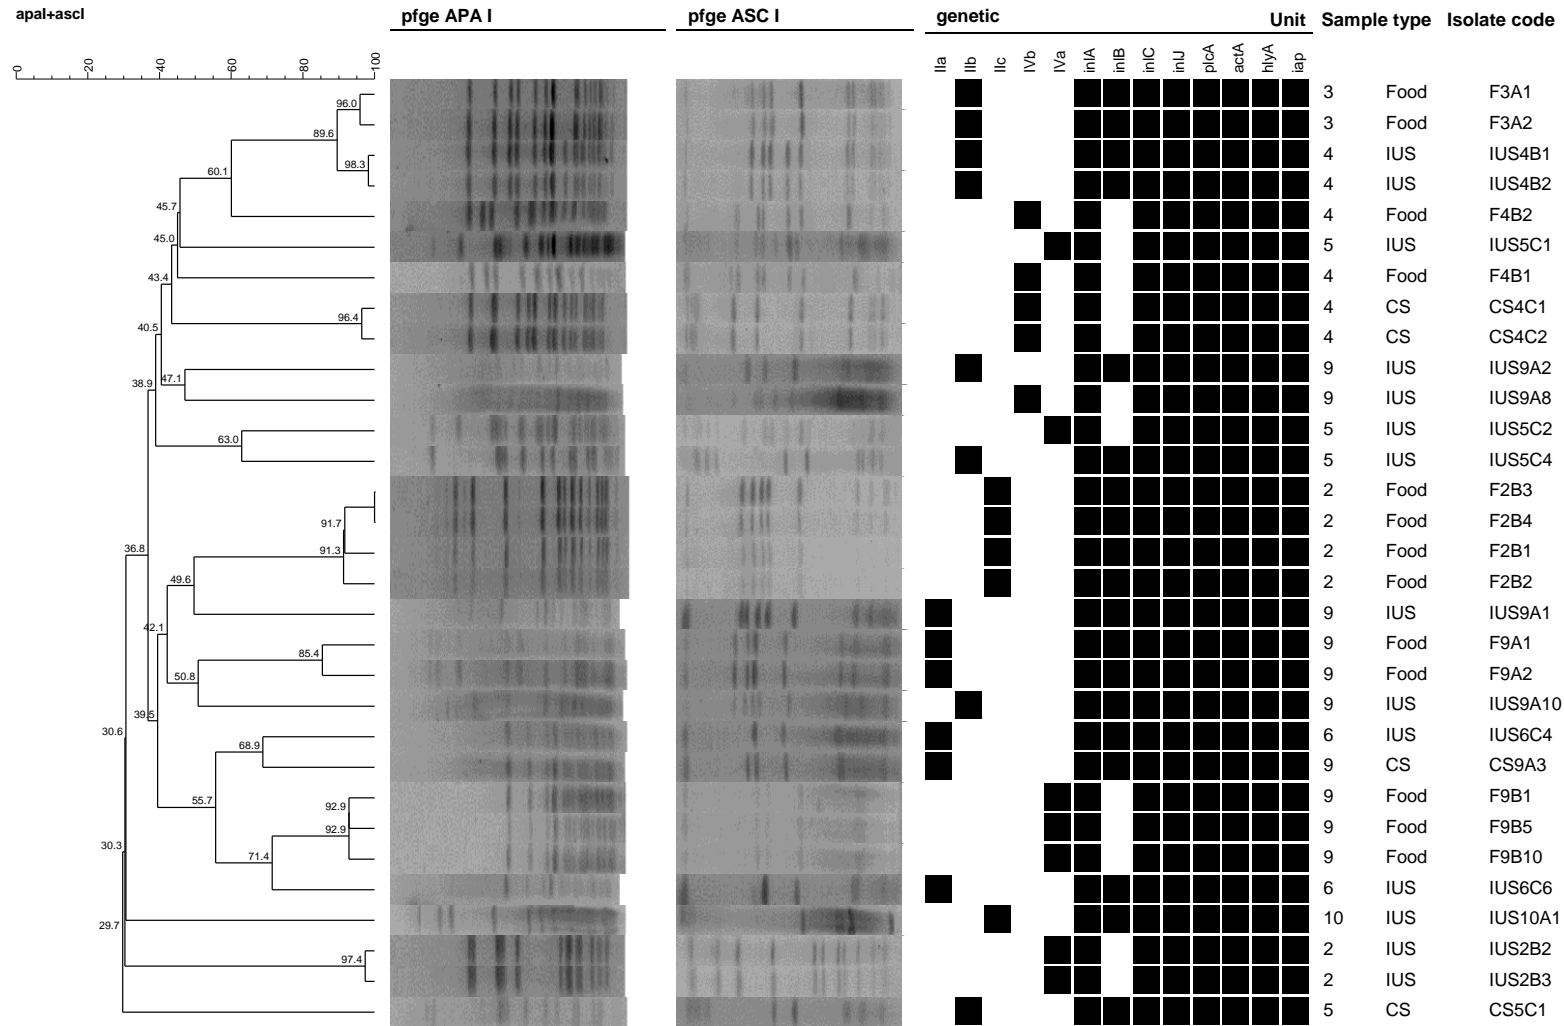 apaI+ascI pfge APA I pfge ASC I genetic Unit Sample type Isolate code
0 20 40 60 80 100 IIa IIb IIc IVb IVa inlA inlB inlC inlJ plcA actA hlyA iap
3 Food F3A1
96.0
3 Food F3A2
89.6
4 IUS IUS4B1
98.3
60.1
4 IUS IUS4B2
45.7
4 Food F4B2
45.0
5 IUS IUS5C1
43.4
4 Food F4B1
4 CS CS4C1
96.4
40.5
4 CS CS4C2
9 IUS IUS9A2
47.1
38.9
9 IUS IUS9A8
5 IUS IUS5C2
63.0
5 IUS IUS5C4
2 Food F2B3
91.7
2 Food F2B4
36.8
91.3
2 Food F2B1
49.6
2 Food F2B2
9 IUS IUS9A1
42.1
9 Food F9A1
85.4
50.8
9 Food F9A2
9 IUS IUS9A10
39.5
30.6
6 IUS IUS6C4
68.9
9 CS CS9A3
9 Food F9B1
55.7
92.9
9 Food F9B5
92.9
30.3
9 Food F9B10
71.4
6 IUS IUS6C6
10 IUS IUS10A1
29.7
2 IUS IUS2B2
97.4
2 IUS IUS2B3
5 CS CS5C1